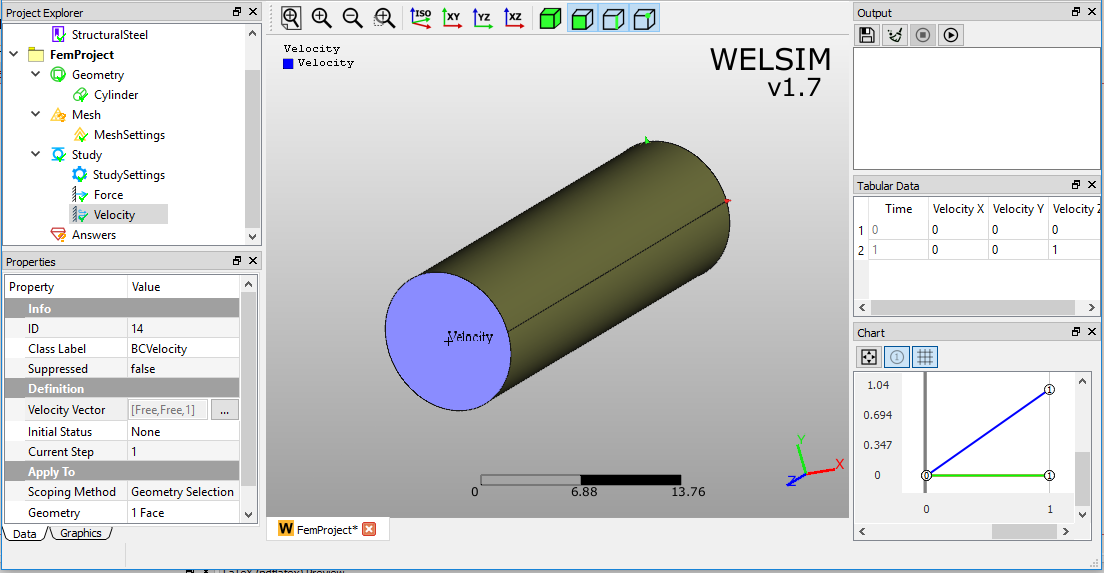 Project Explorer
StructuralSteel
FemProject
Geometry
Cylinder
Mesh
MeshSettings
Study
StudySettings
Force
Velocity
Answers
Properties
Property Value
Info
ID 14
Class Label BCVelocity
Suppressed false
Definition
Velocity Vector [Free,Free,1] ...
Initial Status None
Current Step 1
Apply To
Scoping Method Geometry Selection
Geometry 1 Face
Data Graphics
ISO XY YZ XZ
Velocity
Velocity
WELSIM
v1.7
Velocity
Y
X
Z
0 6.88 13.76
W FemProject*
Output
Tabular Data
Time Velocity X Velocity Y Velocity Z
1 0 0 0 0
2 1 0 0 1
Chart
1
1.04
0.694
0.347
0
1
0 1
0 1
LaTeX (pdflatex) Preview